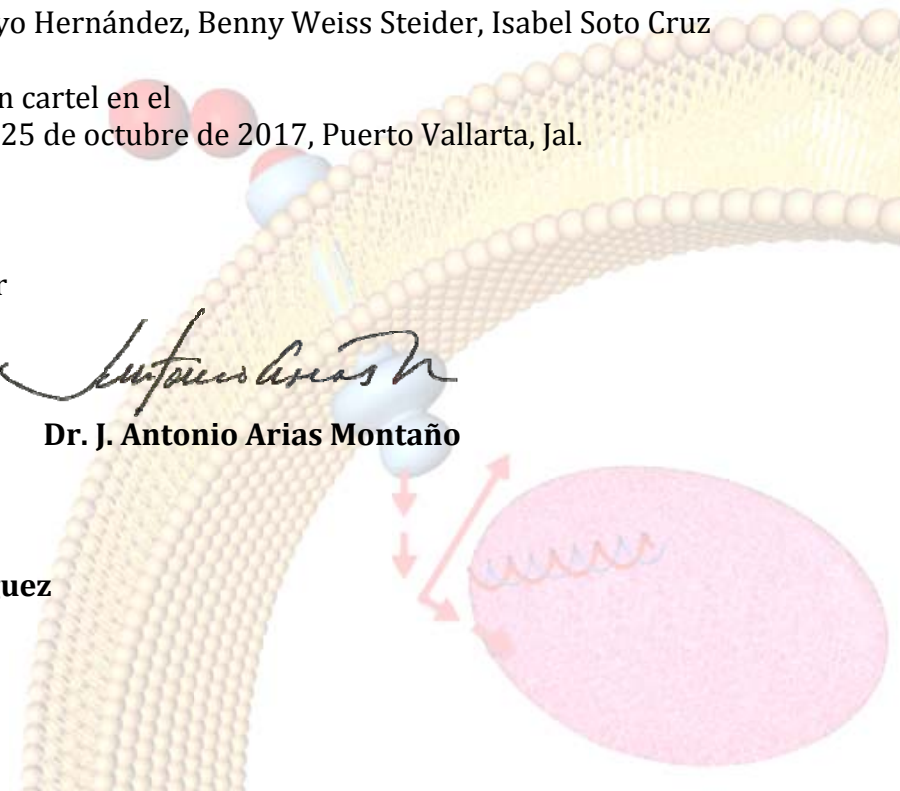 yo Hernández, Benny Weiss Steider, Isabel Soto Cruz
n cartel en el
25 de octubre de 2017, Puerto Vallarta, Jal.
r
Dr. J. Antonio Arias Montaño
guez